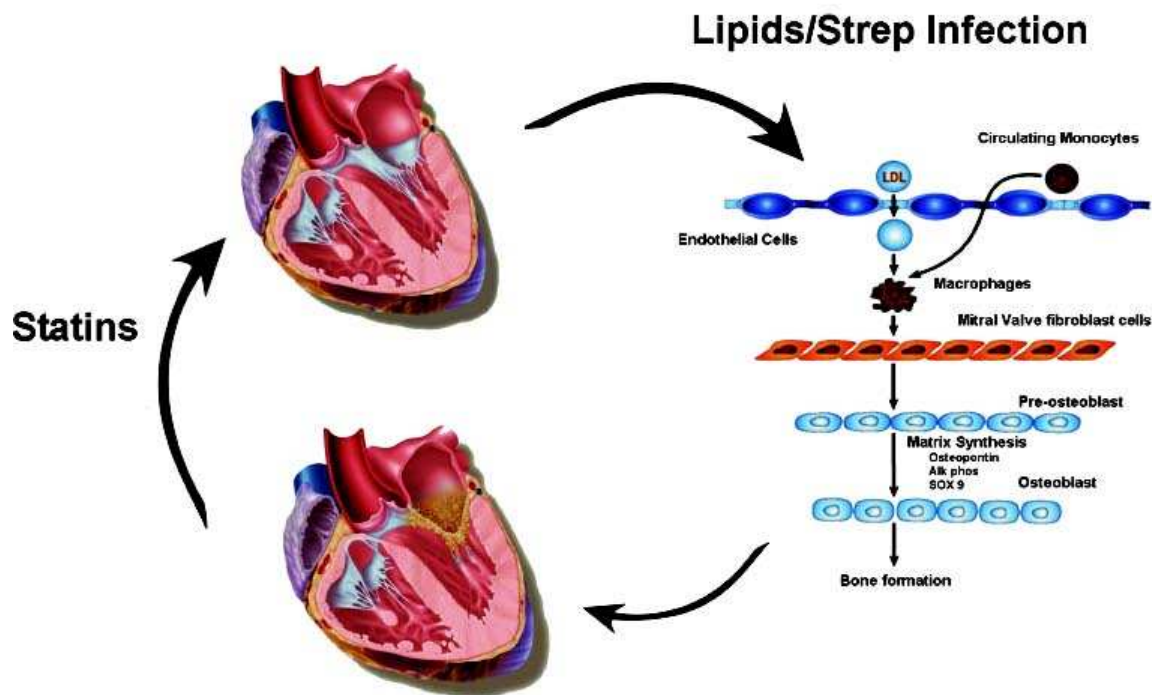 Lipids/Strep Infection
Circulating Monocytes
LDL
Endothelial Cells
Macrophages
Statins
Mitral Valve fibroblast cells
Pre-osteoblast
Matrix Synthesis
Osteopontin
Alk phos
SOX 9
Osteoblast
Bone formation